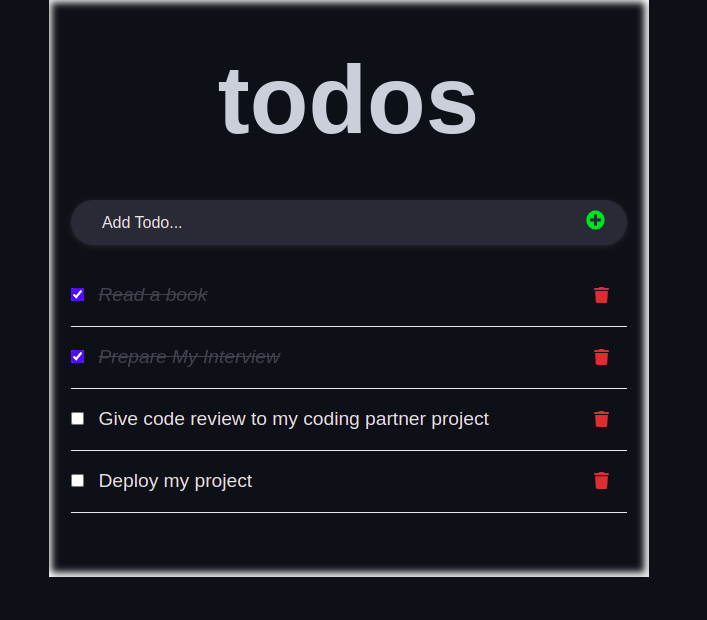 todos
Add Todo...
Read a book
Prepare My Interview
Give code review to my coding partner project
Deploy my project